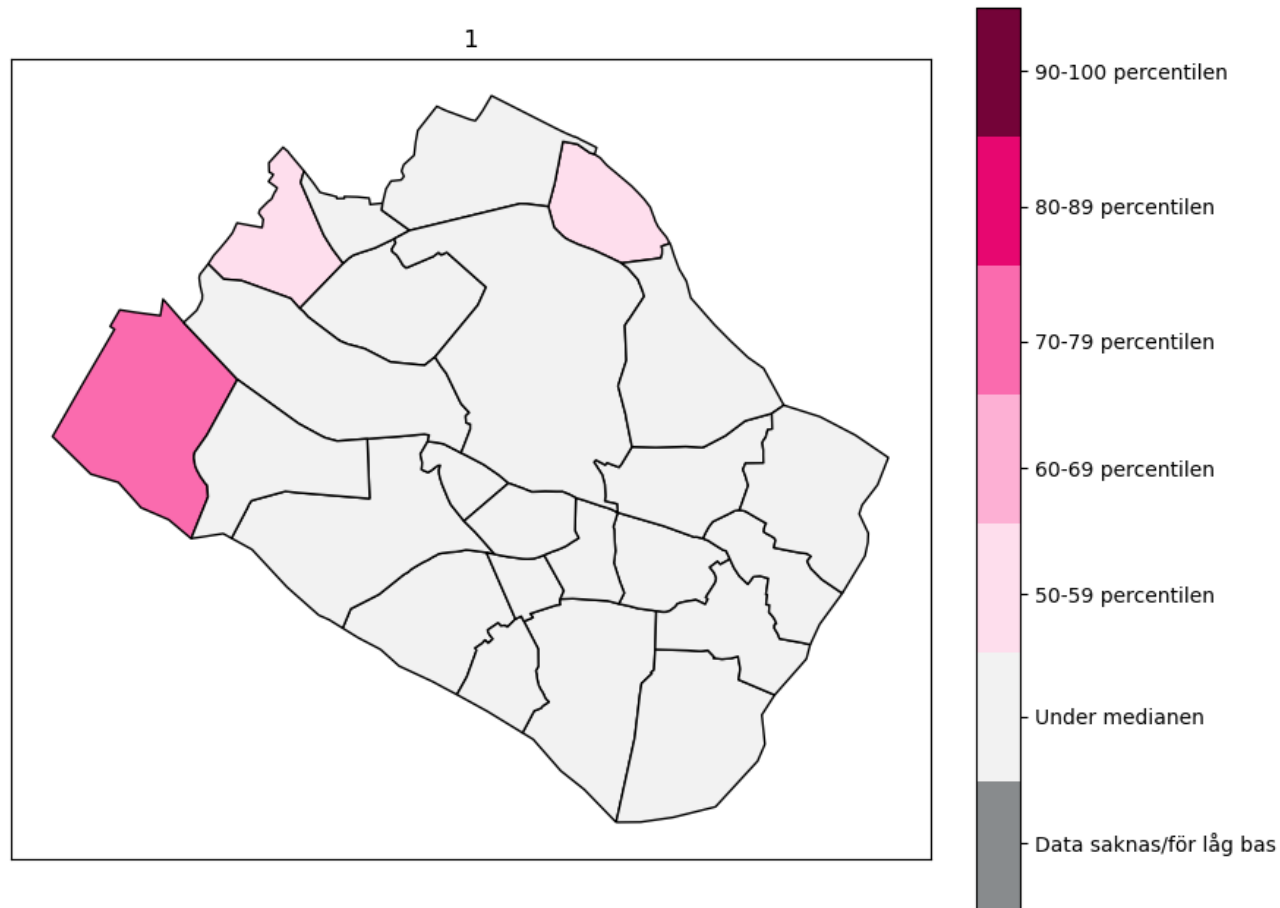 1
90-100 percentilen
80-89 percentilen
70-79 percentilen
60-69 percentilen
50-59 percentilen
Under medianen
Data saknas/för låg bas